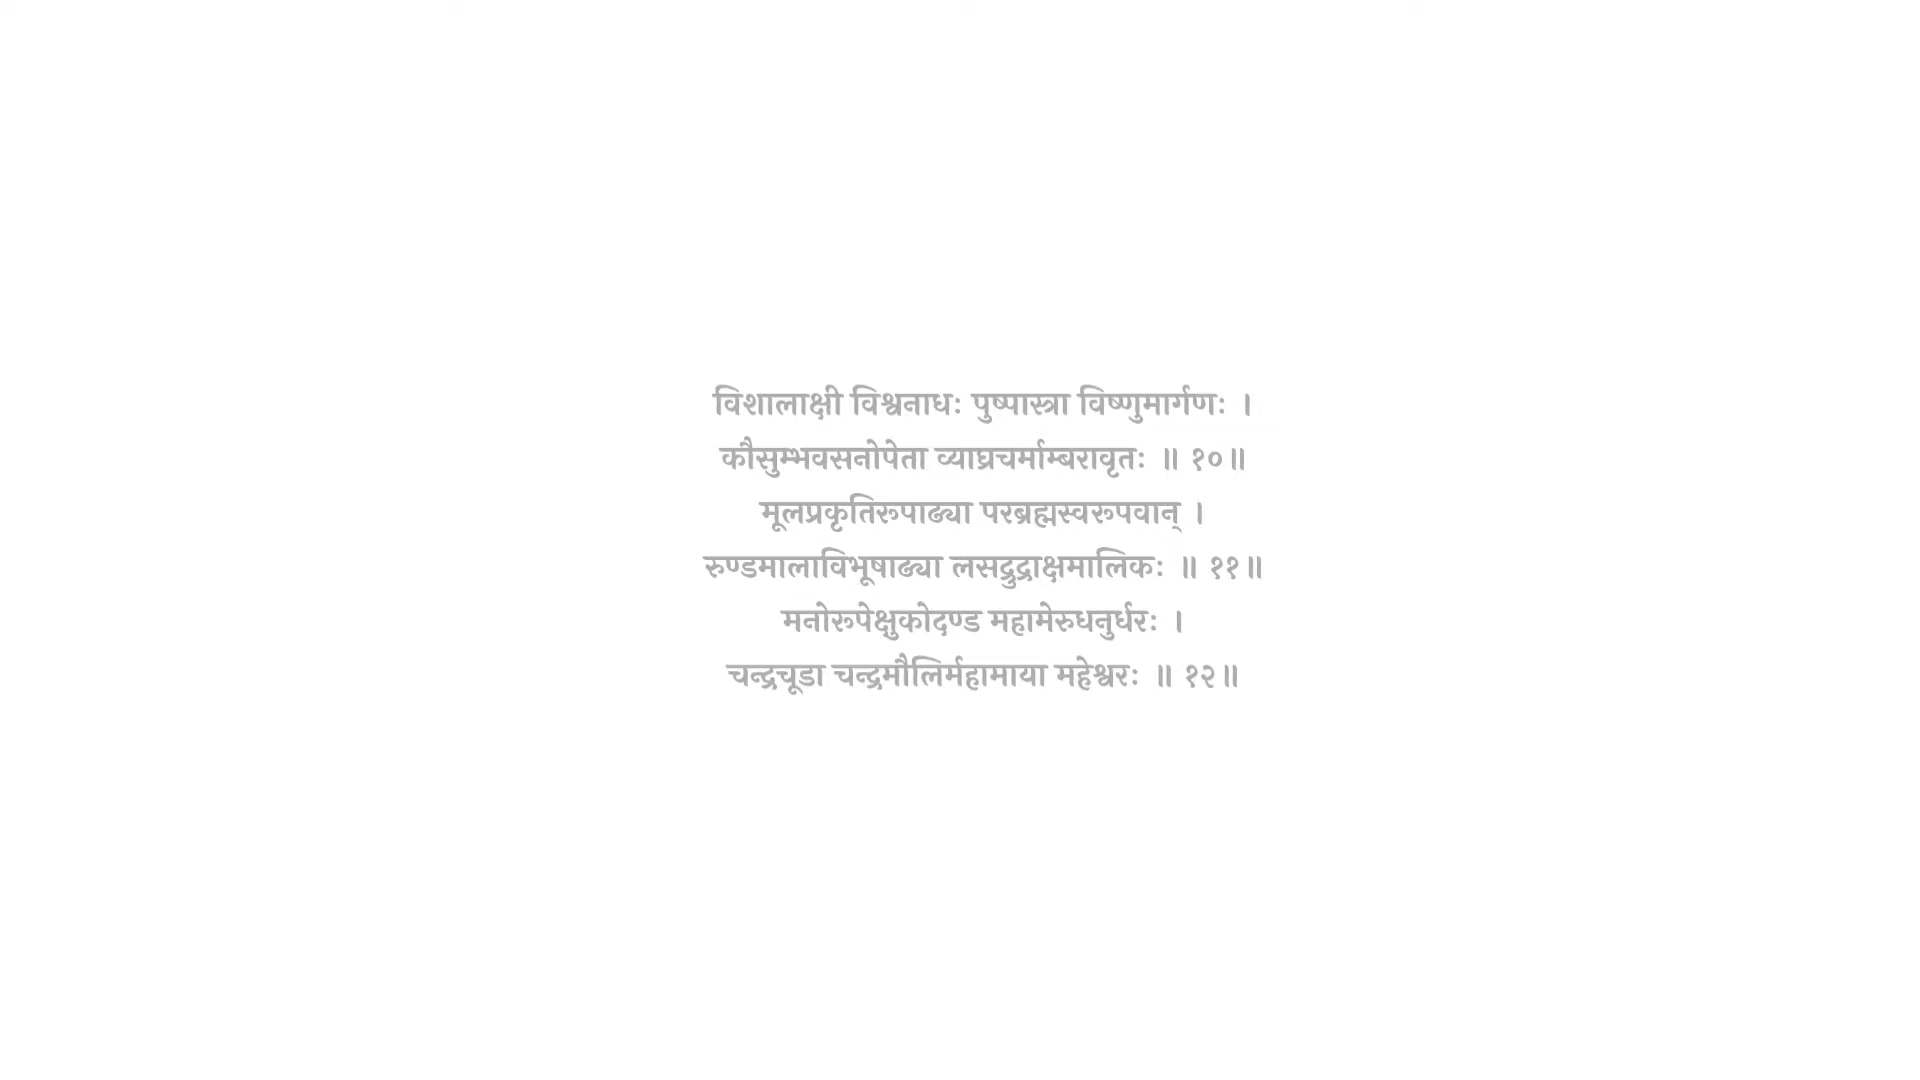 विशालाक्षी विश्वनाधः पुष्पास्त्रा विष्णुमार्गणः ।
कौसुम्भवसनोपेता व्याघ्रचर्माम्बरावृतः ॥ १०॥
मूलप्रकृतिरूपाढ्या परब्रह्मस्वरूपवान् ।
रुण्डमालाविभूषाढ्या लसद्रुद्राक्षमालिकः ॥ ११॥
मनोरूपेक्षुकोदण्ड महामेरुधनुर्धरः ।
चन्द्रचूडा चन्द्रमौलिर्महामाया महेश्वरः ॥ १२॥